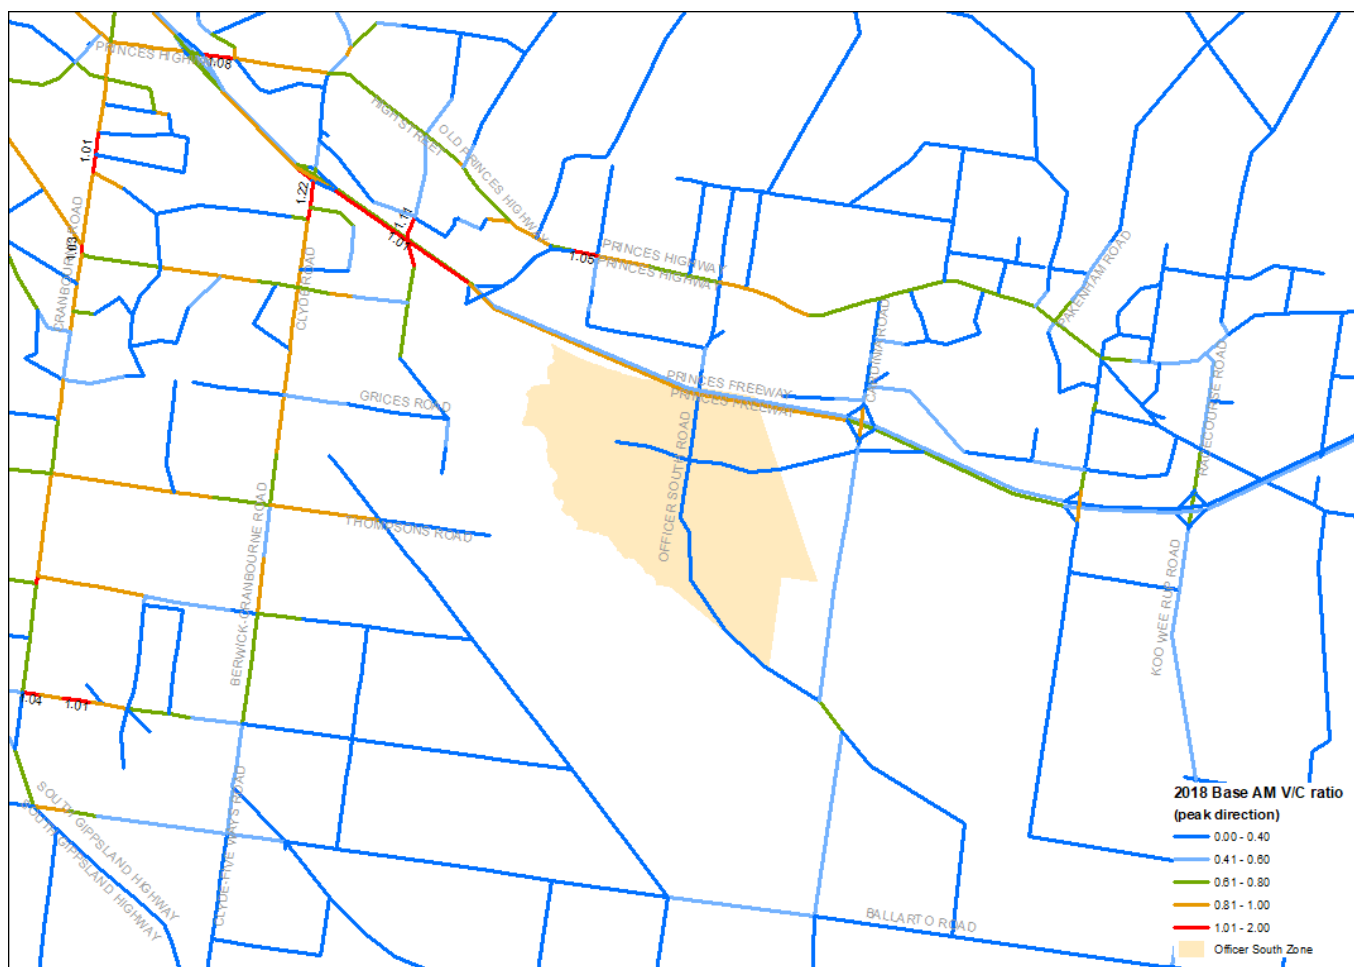 PRINCES HIGHWAY
1.08
HIGH STREET
OLD PRINCES HIGHWAY
1.01
1.22
1.11
1.01
CRANBOURNE ROAD
1.03
CLYDE ROAD
1.05
PRINCES HIGHWAY
PRINCES HIGHWAY
PAKENHAM ROAD
CARDINIA ROAD
RACECOURSE ROAD
GRICES ROAD
PRINCES FREEWAY
PRINCES FREEWAY
OFFICER SOUTH ROAD
THOMPSONS ROAD
BERWICK-CRANBOURNE ROAD
KOO WEE RUP ROAD
1.04
1.01
SOUTH GIPPSLAND HIGHWAY
SOUTH GIPPSLAND HIGHWAY
CLYDE-FIVE WAYS ROAD
BALLARTO ROAD
2018 Base AM V/C ratio
(peak direction)
0.00 - 0.40
0.41 - 0.60
0.61 - 0.80
0.81 - 1.00
1.01 - 2.00
Officer South Zone